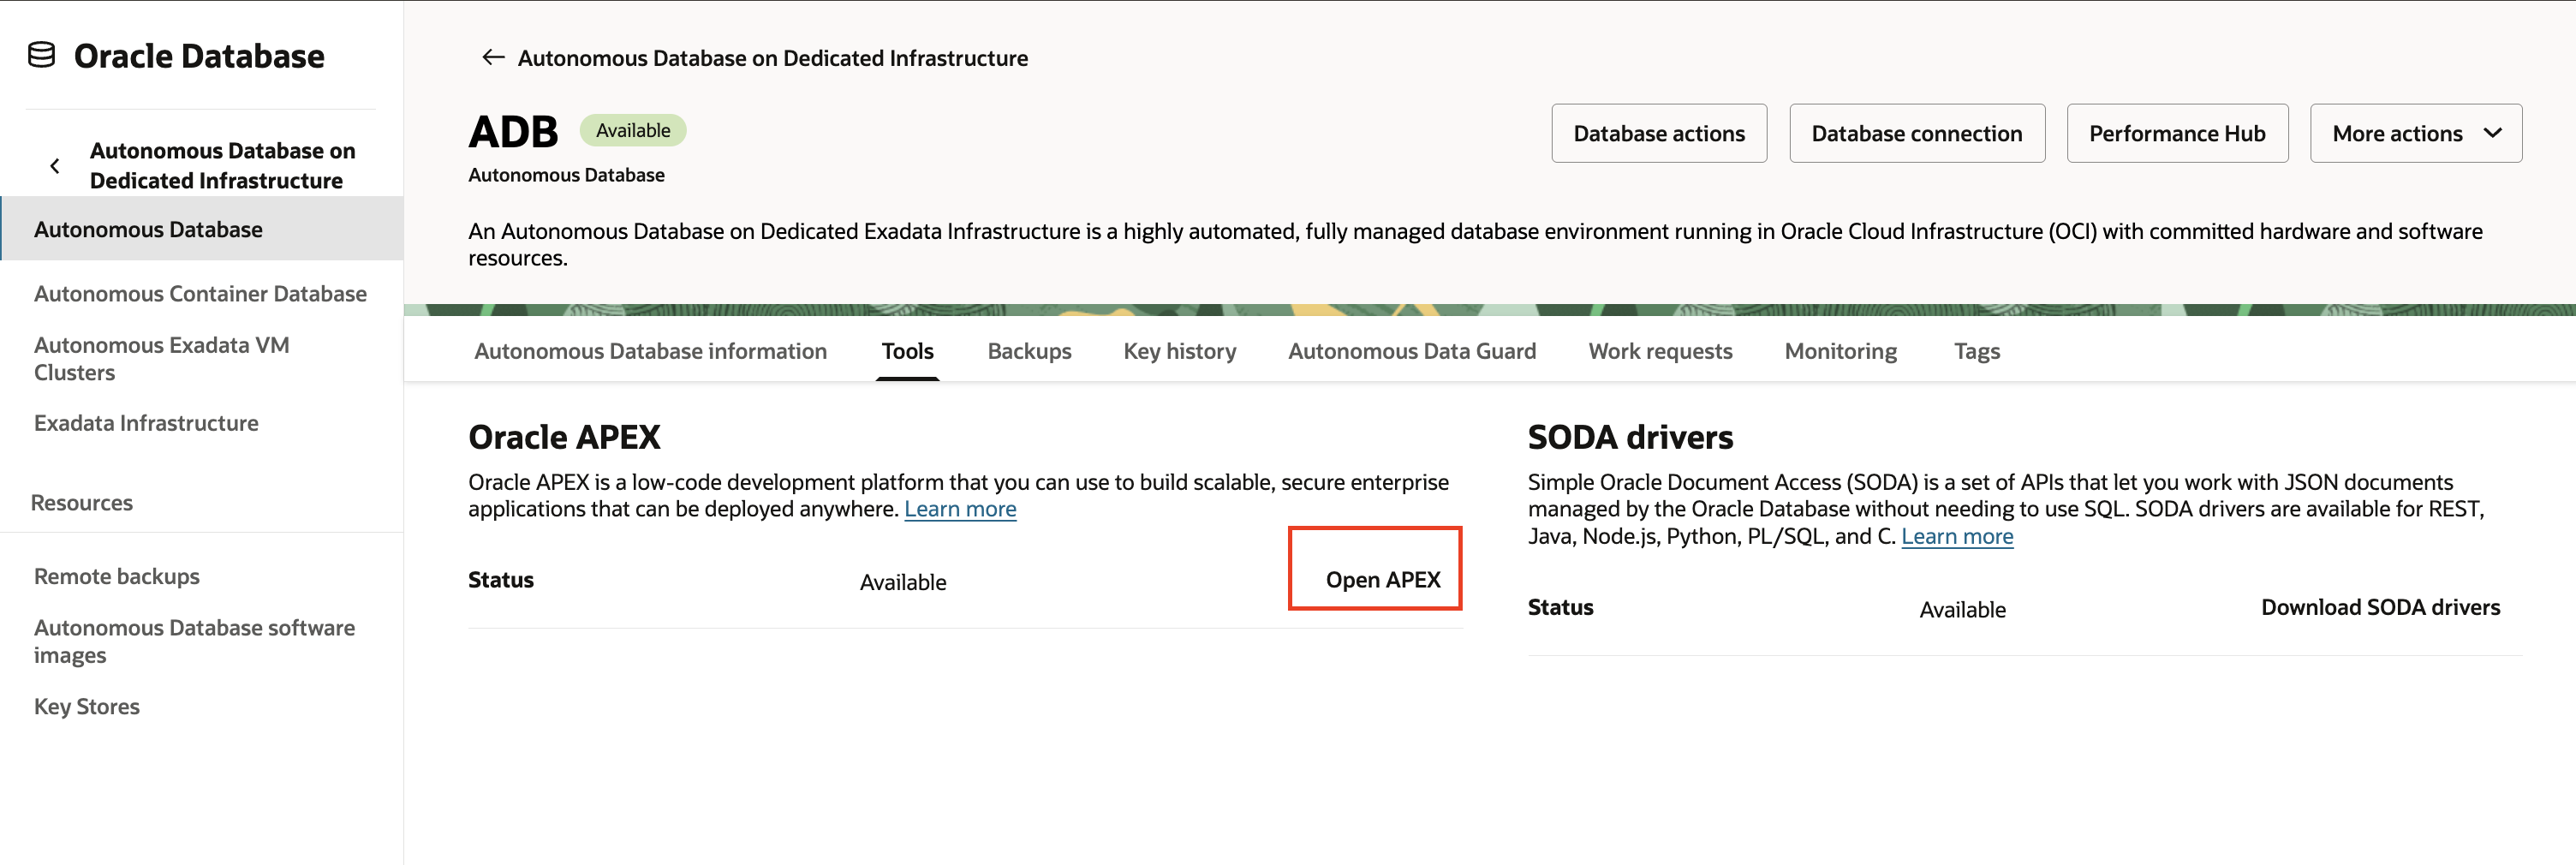 Oracle Database
Autonomous Database on
Dedicated Infrastructure
Autonomous Database
Autonomous Container Database
Autonomous Exadata VM
Clusters
Exadata Infrastructure
Resources
Remote backups
Autonomous Database software
images
Key Stores
Autonomous Database on Dedicated Infrastructure
ADB Available
Autonomous Database
Database actions Database connection Performance Hub More actions
An Autonomous Database on Dedicated Exadata Infrastructure is a highly automated, fully managed database environment running in Oracle Cloud Infrastructure (OCI) with committed hardware and software
resources.
Autonomous Database information Tools Backups Key history Autonomous Data Guard Work requests Monitoring Tags
Oracle APEX
Oracle APEX is a low-code development platform that you can use to build scalable, secure enterprise
applications that can be deployed anywhere. Learn more
Status Available Open APEX
SODA drivers
Simple Oracle Document Access (SODA) is a set of APIs that let you work with JSON documents
managed by the Oracle Database without needing to use SQL. SODA drivers are available for REST,
Java, Node.js, Python, PL/SQL, and C. Learn more
Status Available Download SODA drivers